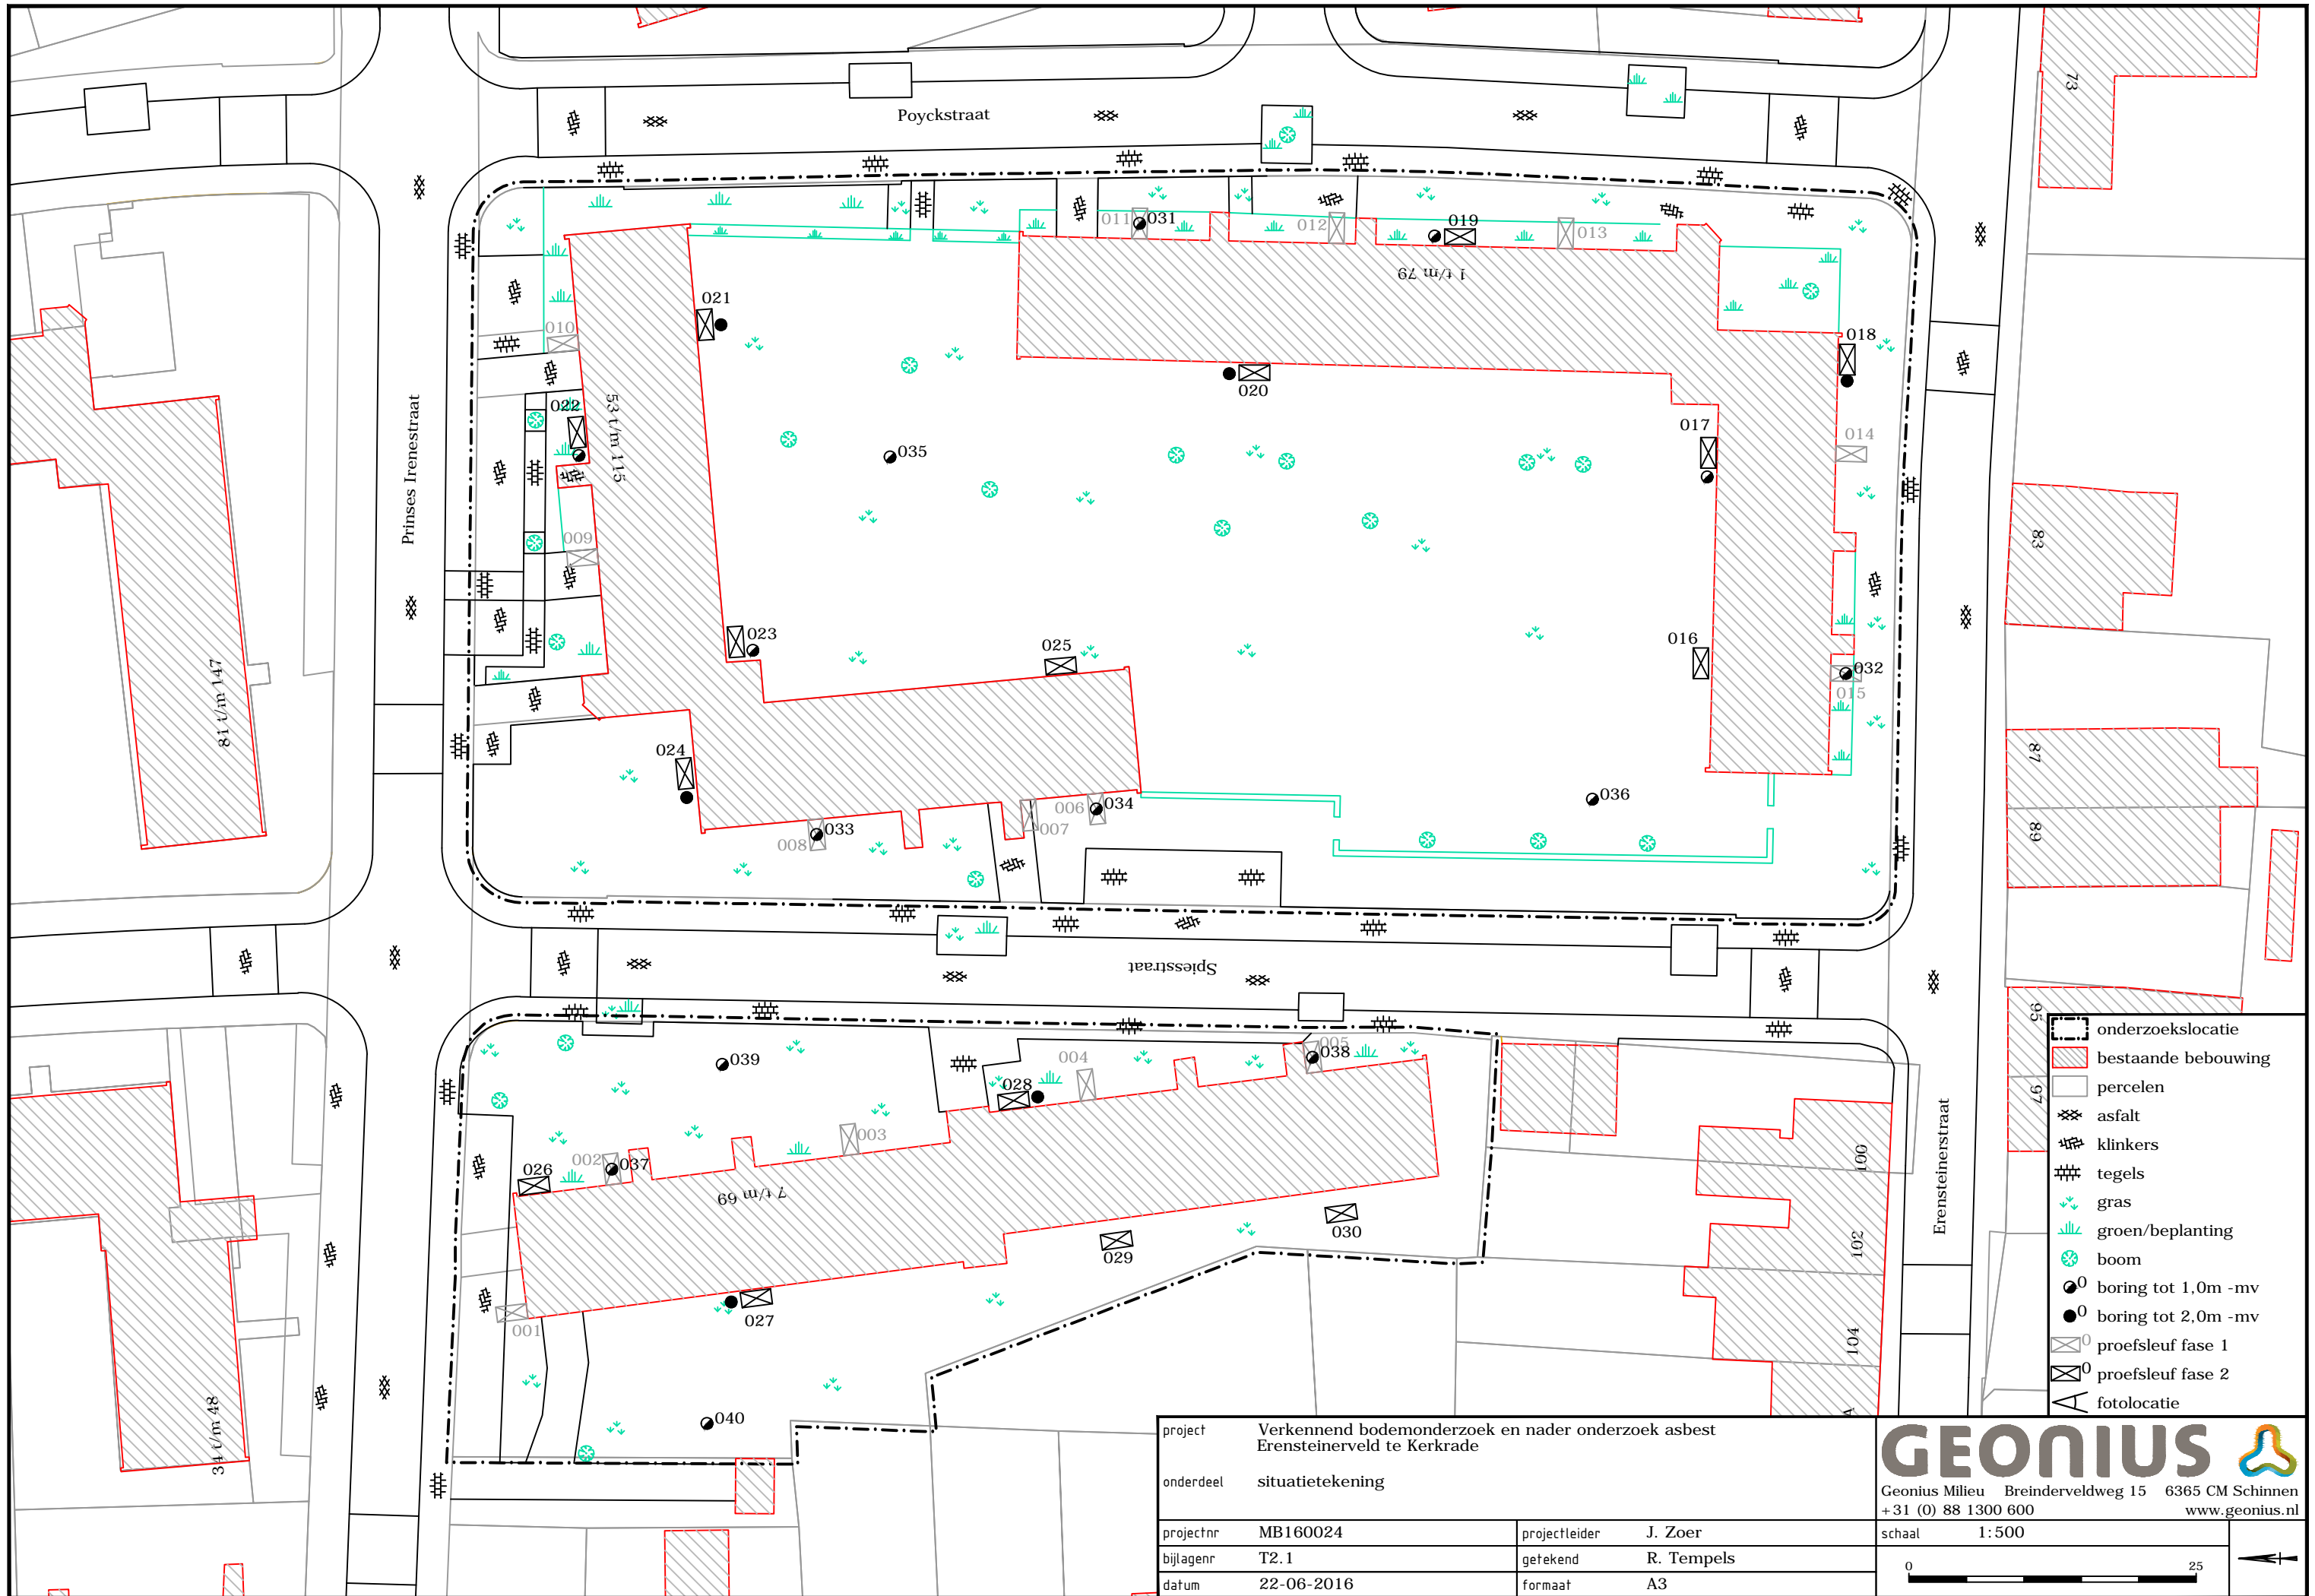 Poyckstraat
73
011
031
012
019
013
1 t/m 79
021
010
018
020
022
53 t/m 115
017
014
035
Prinses Irenestraat
83
009
023
025
016
032
015
81 t/m 147
024
87
036
006
034
007
033
008
89
Spiesstraat
95
039
004
005
038
028
97
003
002
037
026
7 t/m 69
100
Erensteinerstraat
030
029
102
001
027
104
34 t/m 48
040
A
onderzoekslocatie
bestaande bebouwing
percelen
asfalt
klinkers
tegels
gras
groen/beplanting
boom
0 boring tot 1,0m -mv
0 boring tot 2,0m -mv
0 proefsleuf fase 1
0 proefsleuf fase 2
fotolocatie
project Verkennend bodemonderzoek en nader onderzoek asbest
Erensteinerveld te Kerkrade
onderdeel situatietekening
GEONIUS
Geonius Milieu Breinderveldweg 15 6365 CM Schinnen
+31 (0) 88 1300 600 www.geonius.nl
projectnr MB160024 projectleider J. Zoer schaal 1:500
bijlagenr T2.1 getekend R. Tempels
0 25
datum 22-06-2016 formaat A3